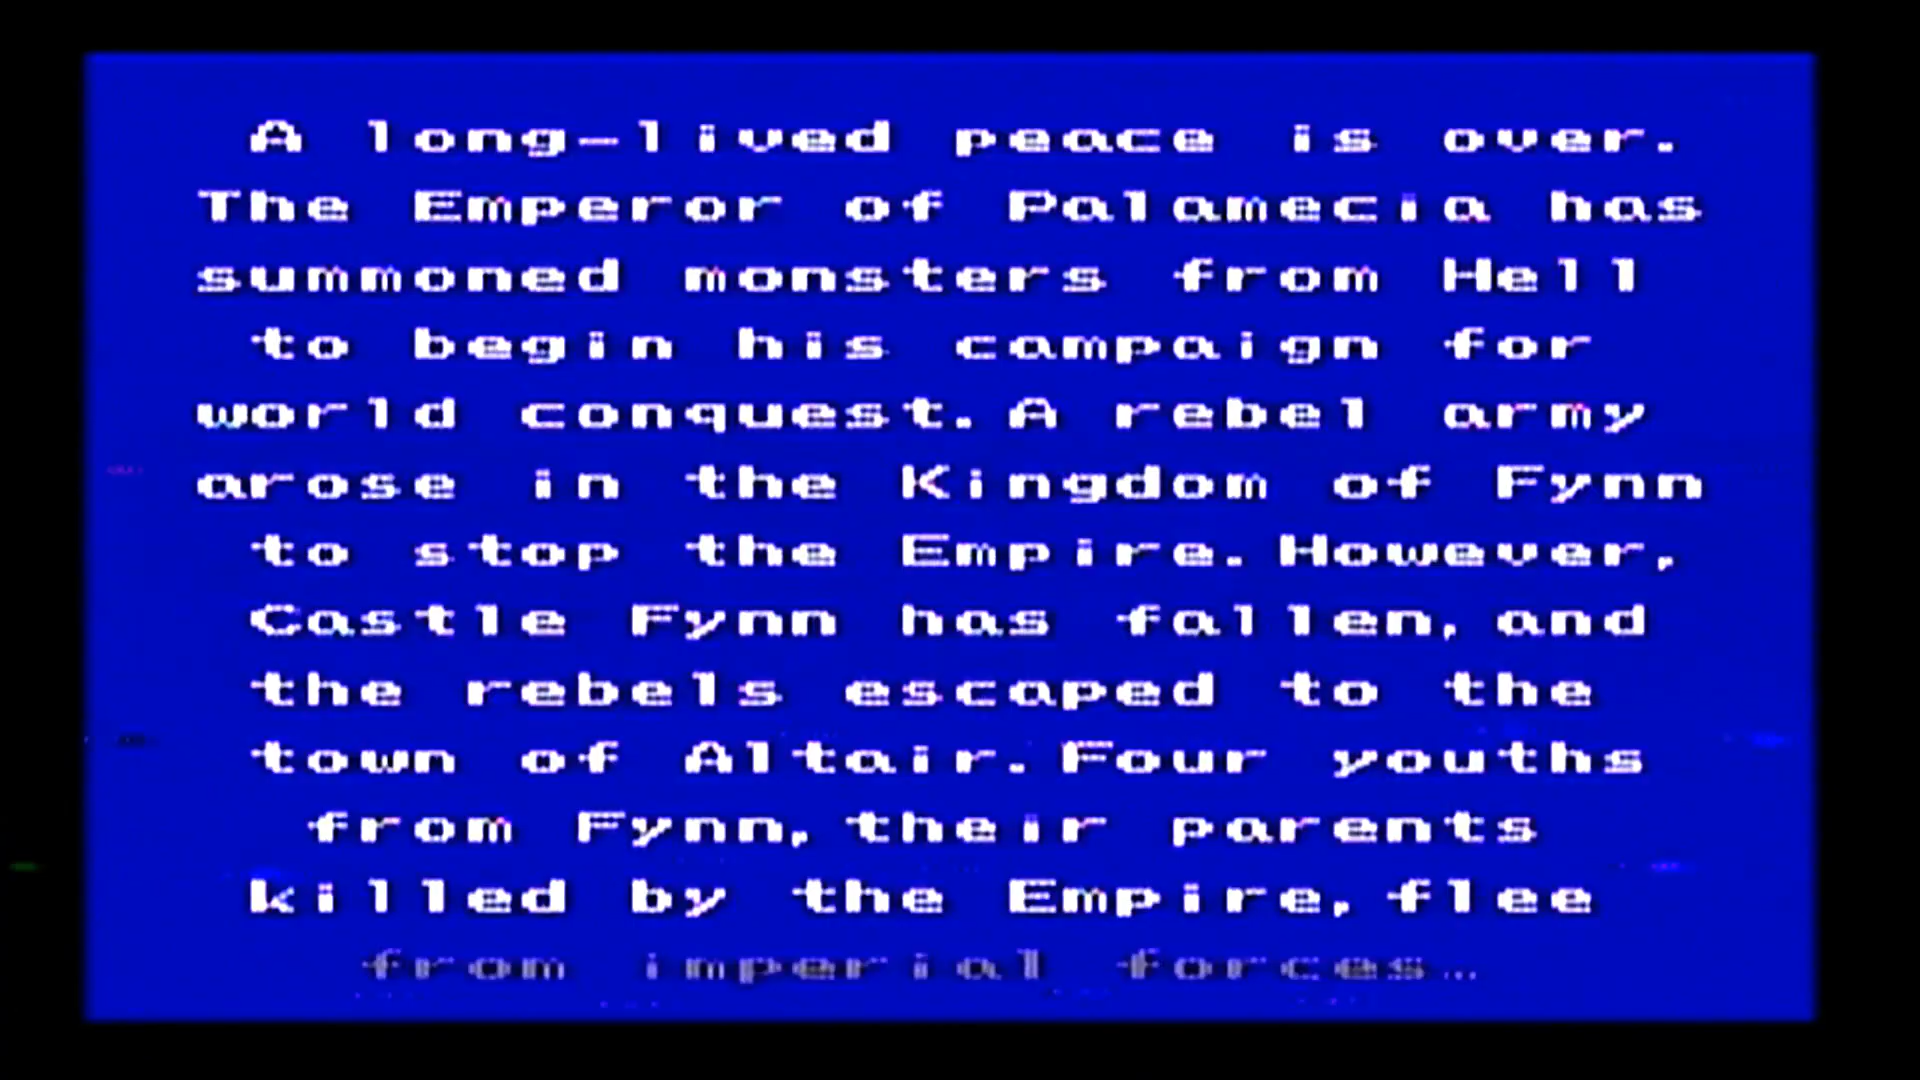 A long-lived peace is over.
The Emperor of Palamecia has
summoned monsters from Hell
to begin his campaign for
world conquest. A rebel army
arose in the Kingdom of Fynn
to stop the Empire. However,
Castle Fynn has fallen, and
the rebels escaped to the
town of Altair. Four youths
from Fynn, their parents
killed by the Empire, flee
from imperial forces…